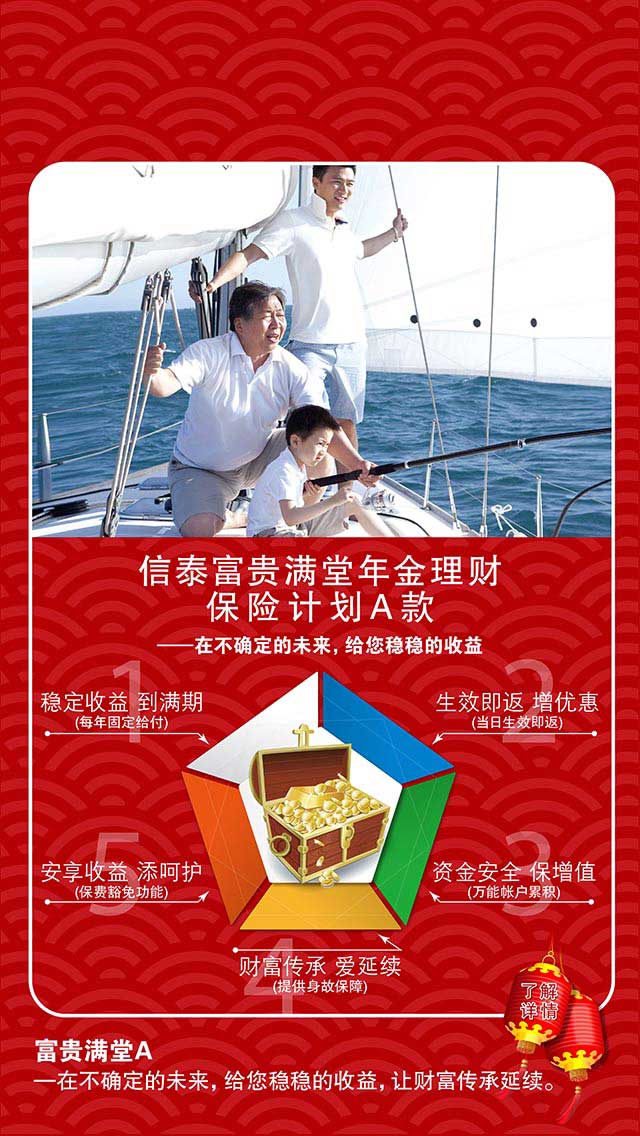 信泰富贵满堂年金理财
保险计划A款
——在不确定的未来，给您稳稳的收益
1
稳定收益 到满期
(每年固定给付)
2
生效即返 增优惠
(当日生效即返)
5
安享收益 添呵护
(保费豁免功能)
3
资金安全 保增值
(万能帐户累积)
4
财富传承 爱延续
(提供身故保障)
了解
详情
富贵满堂A
—在不确定的未来，给您稳稳的收益，让财富传承延续。